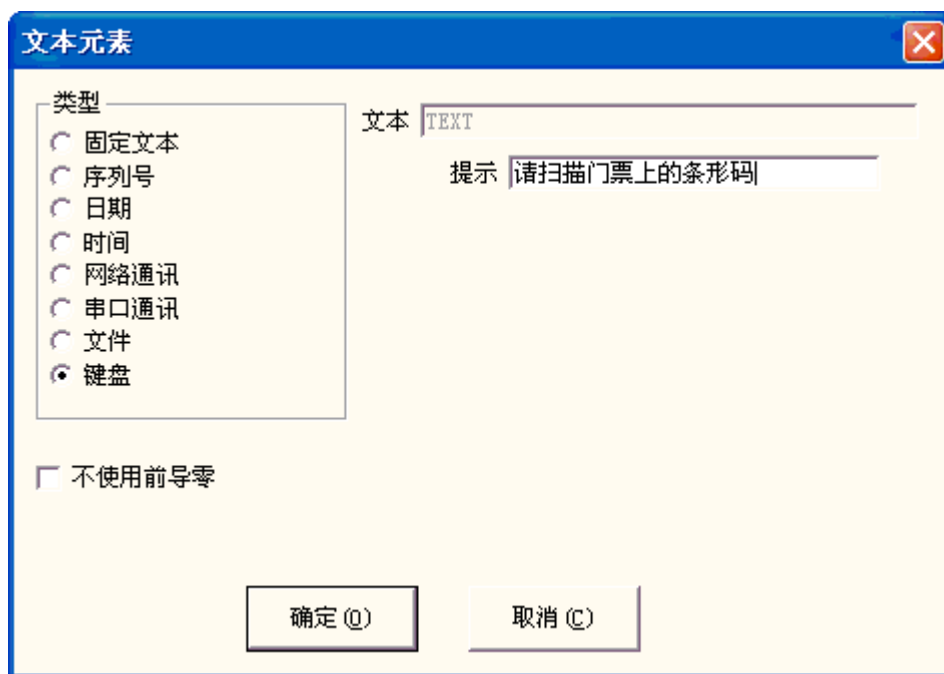 文本元素
类型
固定文本
序列号
日期
时间
网络通讯
串口通讯
文件
键盘
文本 TEXT
提示 请扫描门票上的条形码
不使用前导零
确定(O) 取消(C)